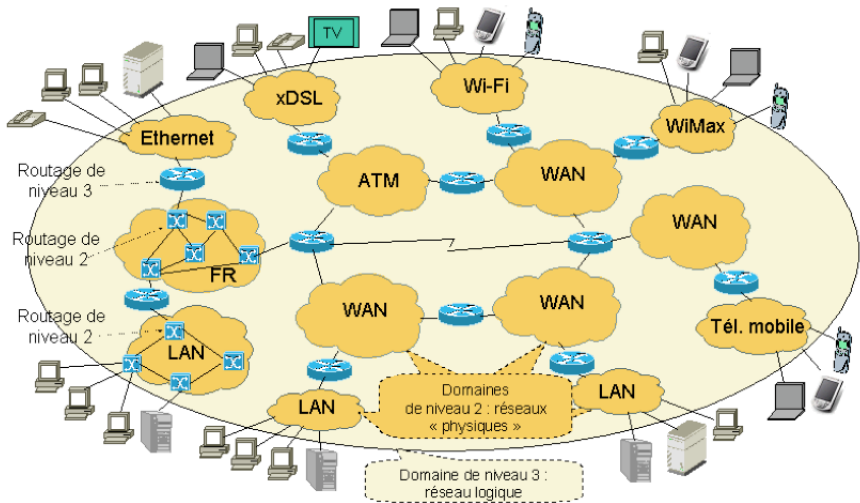 TV
xDSL
Wi-Fi
WiMax
Ethernet
Routage de
niveau 3
ATM
WAN
WAN
Routage de
niveau 2
FR
WAN
WAN
Routage de
niveau 2
LAN
Tél. mobile
Domaines
de niveau 2 : réseaux
« physiques »
LAN
LAN
Domaine de niveau 3 :
réseau logique